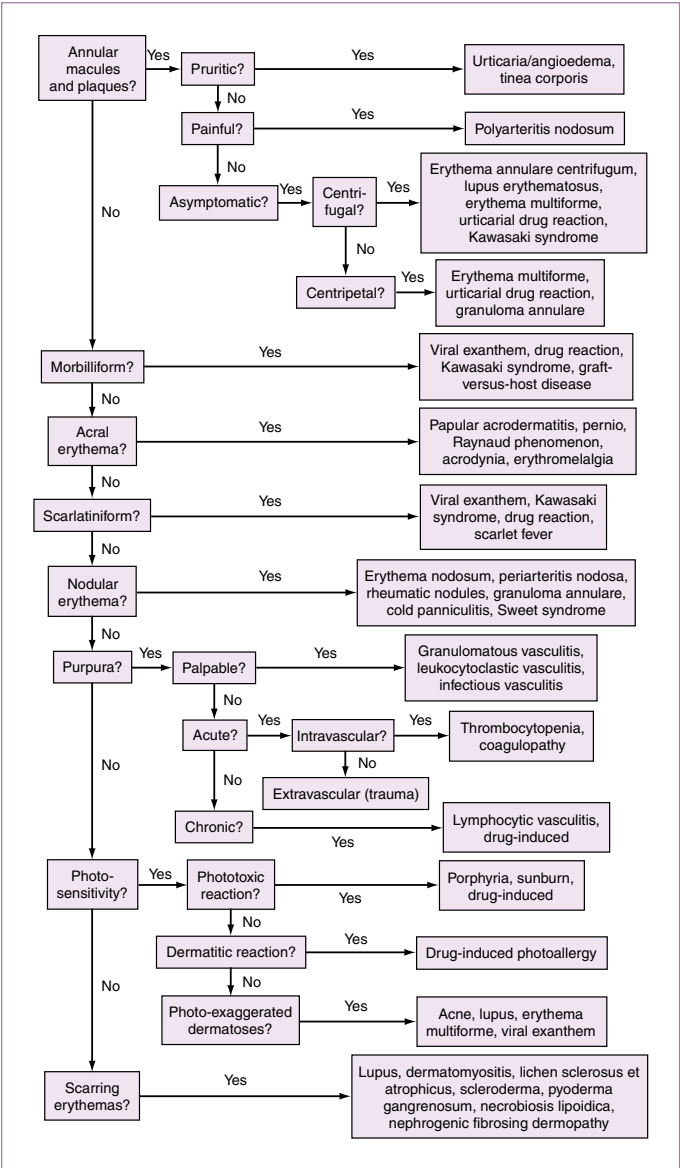 Annular
macules
and plaques?
Yes
Pruritic?
Yes
Urticaria/angioedema,
tinea corporis
No
Painful?
Yes
Polyarteritis nodosum
No
Asymptomatic?
Yes
Centri-
fugal?
Yes
Erythema annulare centrifugum,
lupus erythematosus,
erythema multiforme,
urticarial drug reaction,
Kawasaki syndrome
No
No
Centripetal?
Yes
Erythema multiforme,
urticarial drug reaction,
granuloma annulare
Morbilliform?
Yes
Viral exanthem, drug reaction,
Kawasaki syndrome, graft-
versus-host disease
No
Acral
erythema?
Yes
Papular acrodermatitis, pernio,
Raynaud phenomenon,
acrodynia, erythromelalgia
No
Scarlatiniform?
Yes
Viral exanthem, Kawasaki
syndrome, drug reaction,
scarlet fever
No
Nodular
erythema?
Yes
Erythema nodosum, periarteritis nodosa,
rheumatic nodules, granuloma annulare,
cold panniculitis, Sweet syndrome
No
Purpura?
Yes
Palpable?
Yes
Granulomatous vasculitis,
leukocytoclastic vasculitis,
infectious vasculitis
No
Acute?
Yes
Intravascular?
Yes
Thrombocytopenia,
coagulopathy
No
No
No
Extravascular (trauma)
Chronic?
Yes
Lymphocytic vasculitis,
drug-induced
Photo-
sensitivity?
Yes
Phototoxic
reaction?
Yes
Porphyria, sunburn,
drug-induced
No
Dermatitic reaction?
Yes
Drug-induced photoallergy
No
No
Photo-exaggerated
dermatoses?
Yes
Acne, lupus, erythema
multiforme, viral exanthem
Scarring
erythemas?
Yes
Lupus, dermatomyositis, lichen sclerosus et
atrophicus, scleroderma, pyoderma
gangrenosum, necrobiosis lipoidica,
nephrogenic fibrosing dermopathy